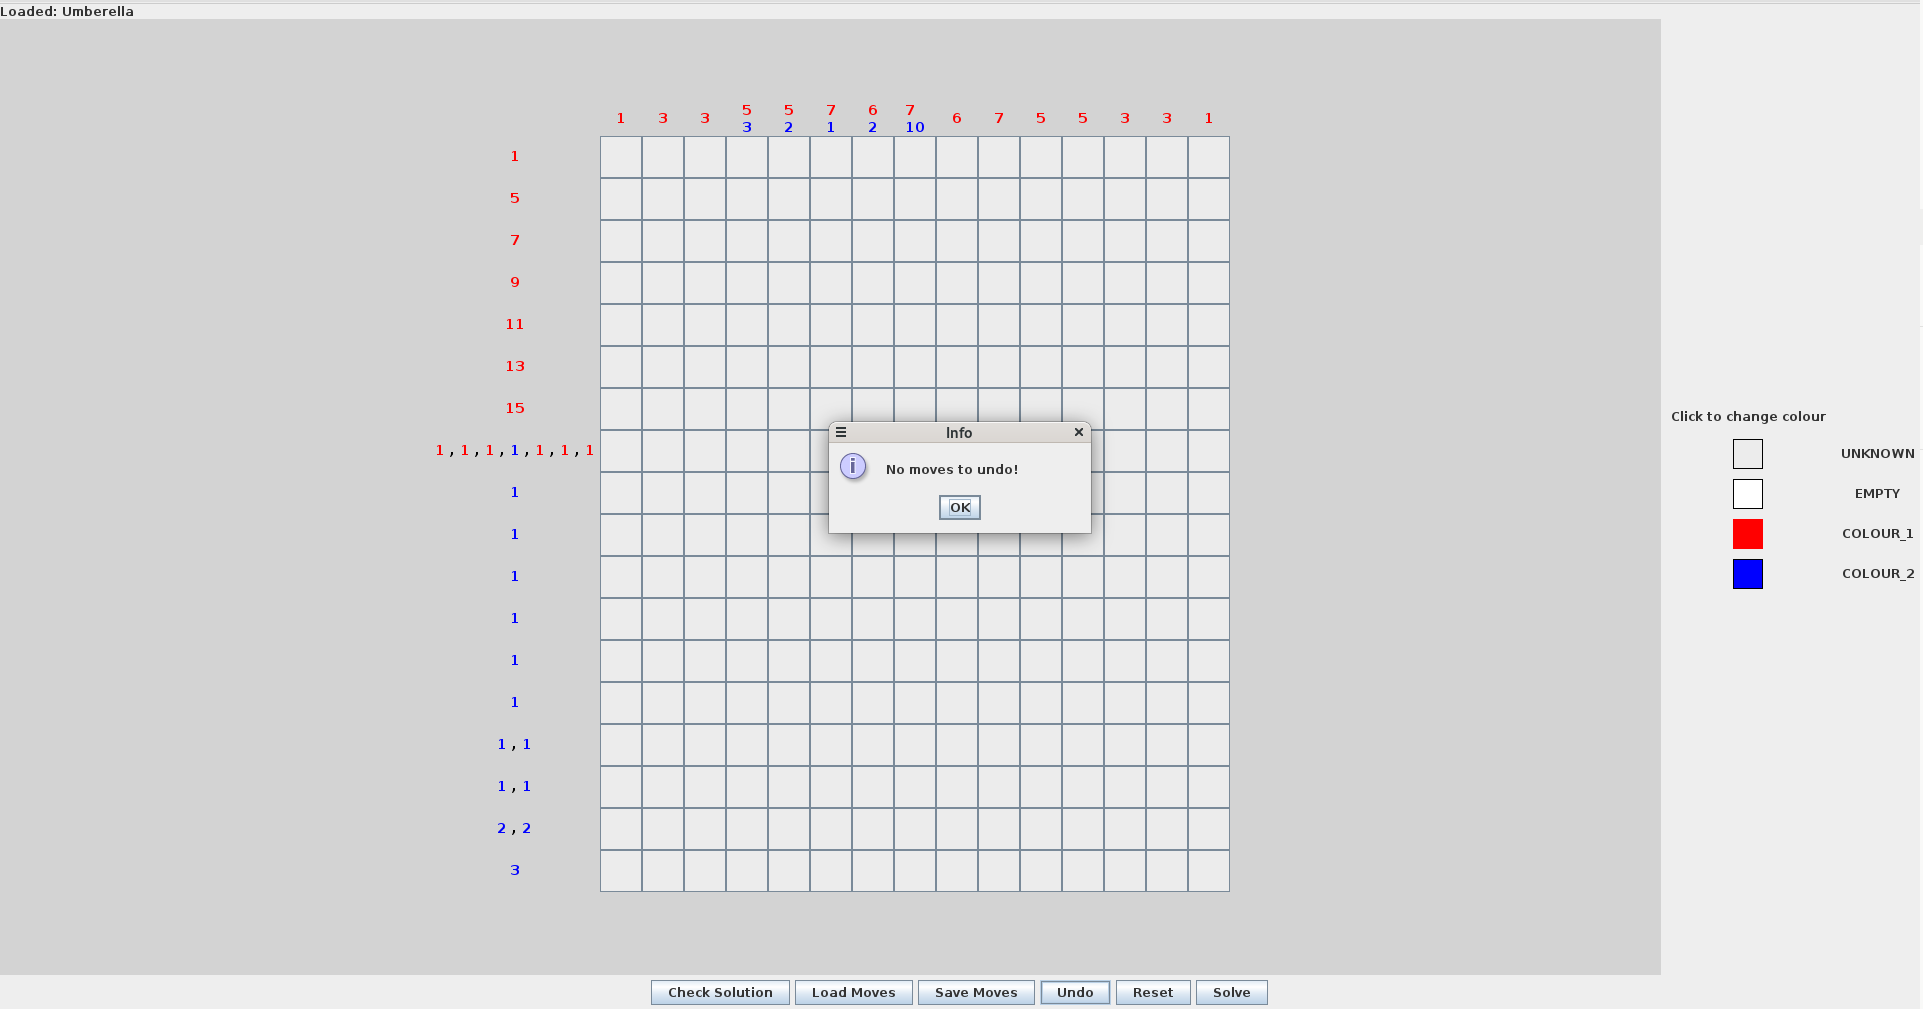 Loaded: Umberella
1 3 3 5 5 7 6 7 6 7 5 5 3 3 1
3 2 1 2 10
1
5
7
9
11
13
15
1 , 1 , 1 , 1 , 1 , 1 , 1
1
1
1
1
1
1
1 , 1
1 , 1
2 , 2
3
Info
No moves to undo!
OK
Click to change colour
UNKNOWN
EMPTY
COLOUR_1
COLOUR_2
Check Solution Load Moves Save Moves Undo Reset Solve